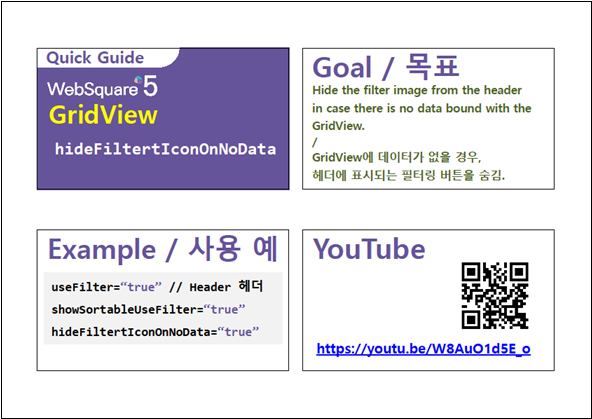 Quick Guide
WebSquare 5
GridView
hideFiltertIconOnNoData
Goal / 목표
Hide the filter image from the header
in case there is no data bound with the
GridView.
/
GridView에 데이터가 없을 경우,
헤더에 표시되는 필터링 버튼을 숨김.
Example / 사용 예
useFilter=“true” // Header 헤더
showSortableUseFilter=“true”
hideFiltertIconOnNoData=“true”
YouTube
https://youtu.be/W8AuO1d5E_o